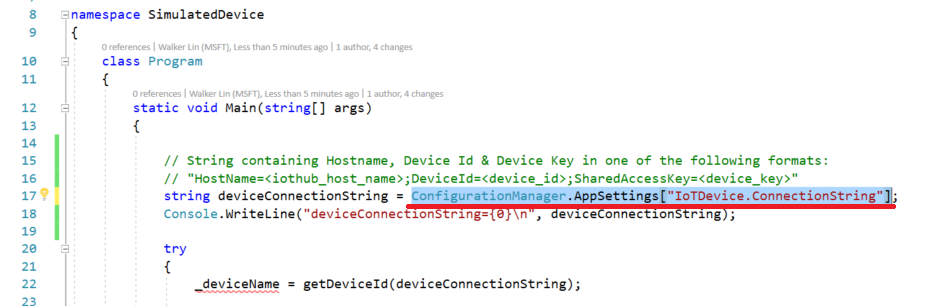 8 namespace SimulatedDevice
9 {
0 references | Walker Lin (MSFT), Less than 5 minutes ago | 1 author, 4 changes
10 class Program
11 {
0 references | Walker Lin (MSFT), Less than 5 minutes ago | 1 author, 4 changes
12 static void Main(string[] args)
13 {
14
15 // String containing Hostname, Device Id & Device Key in one of the following formats:
16 // "HostName=<iothub_host_name>;DeviceId=<device_id>;SharedAccessKey=<device_key>"
17 string deviceConnectionString = ConfigurationManager.AppSettings["IoTDevice.ConnectionString"];
18 Console.WriteLine("deviceConnectionString={0}\n", deviceConnectionString);
19
20 try
21 {
22 _deviceName = getDeviceId(deviceConnectionString);
23